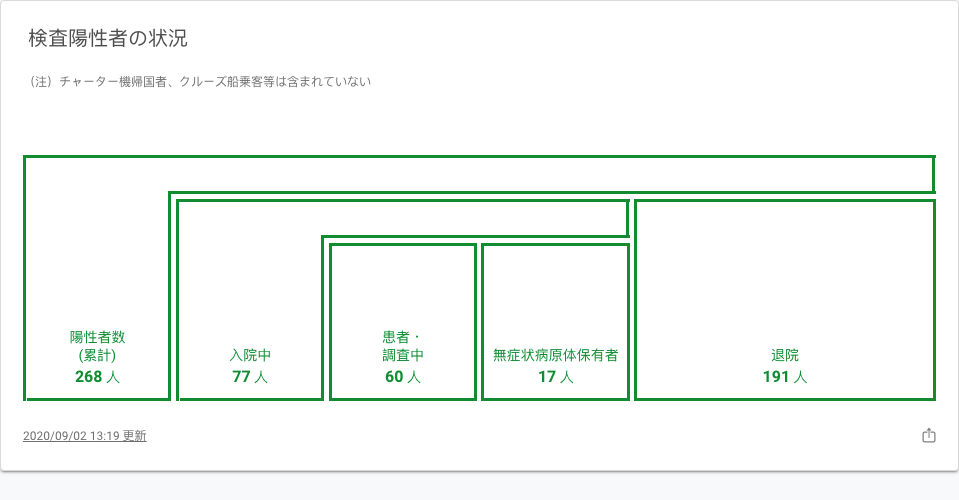 検査陽性者の状況
（注）チャーター機帰国者、クルーズ船乗客等は含まれていない
陽性者数
(累計)
268 人
入院中
77 人
患者・
調査中
60 人
無症状病原体保有者
17 人
退院
191 人
2020/09/02 13:19 更新